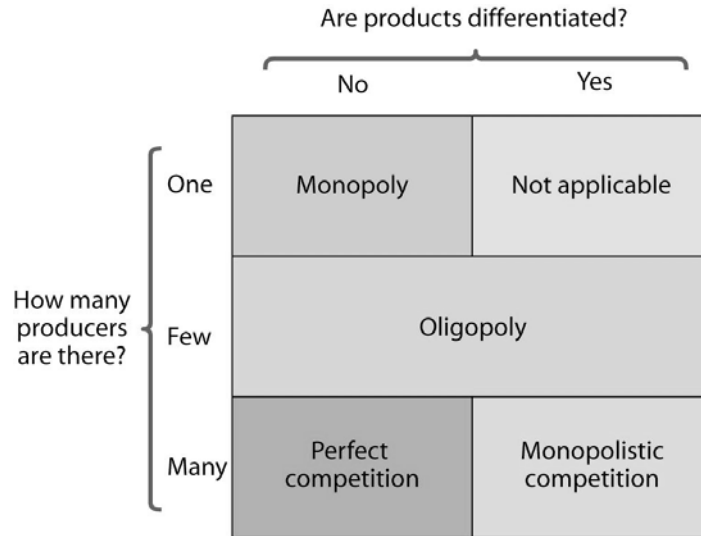 Are products differentiated?
No Yes
One Monopoly Not applicable
How many
producers
are there?
Few Oligopoly
Many Perfect
competition
Monopolistic
competition